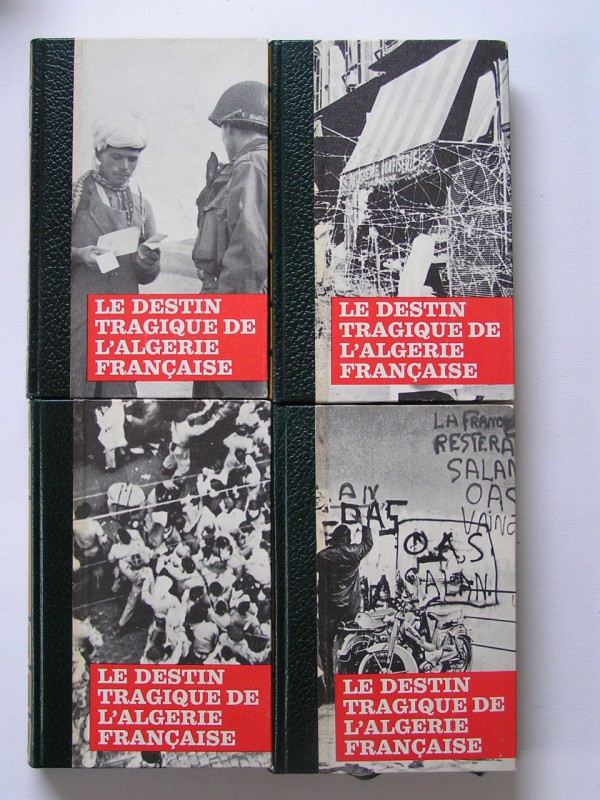 LE DESTIN
TRAGIQUE DE
L'ALGERIE
FRANÇAISE
LE DESTIN
TRAGIQUE DE
L'ALGERIE
FRANÇAISE
LE DESTIN
TRAGIQUE DE
L'ALGERIE
FRANÇAISE
LA FRANCE
RESTERA
SALAN
OAS
VAINC
OAS
O.A.S
SALAN
LE DESTIN
TRAGIQUE DE
L'ALGERIE
FRANÇAISE